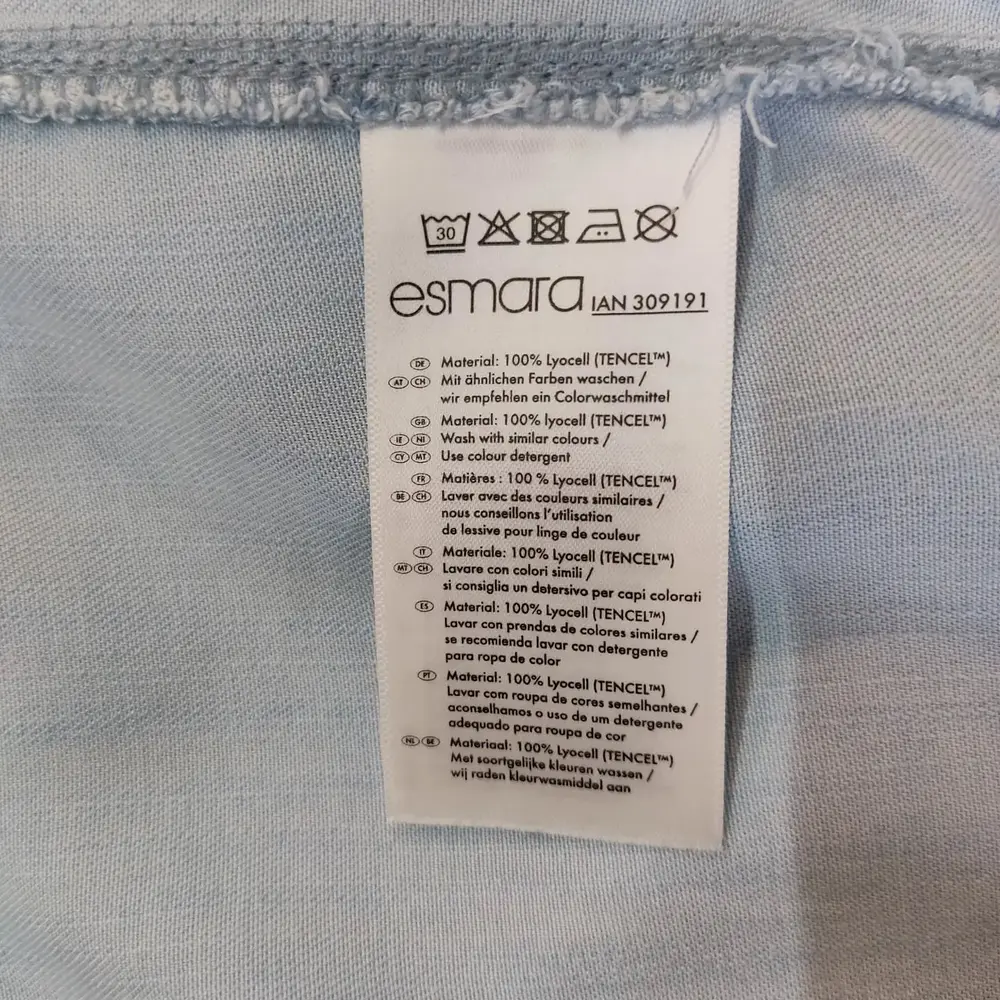 30
esmara IAN 309191
DE Material: 100% Lyocell (TENCEL™)
AT CH Mit ähnlichen Farben waschen /
wir empfehlen ein Colorwaschmittel
GB Material: 100% lyocell (TENCEL™)
IE NI Wash with similar colours /
CY MT Use colour detergent
FR Matières : 100 % Lyocell (TENCEL™)
BE CH Laver avec des couleurs similaires /
nous conseillons l'utilisation
de lessive pour linge de couleur
IT Materiale: 100% Lyocell (TENCEL™)
MT CH Lavare con colori simili /
si consiglia un detersivo per capi colorati
ES Material: 100% Lyocell (TENCEL™)
Lavar con prendas de colores similares /
se recomienda lavar con detergente
para ropa de color
PT Material: 100% Lyocell (TENCEL™)
Lavar com roupa de cores semelhantes /
aconselhamos o uso de um detergente
adequado para roupa de cor
NL BE Materiaal: 100% Lyocell (TENCEL™)
Met soortgelijke kleuren wassen /
wij raden kleurwasmiddel aan